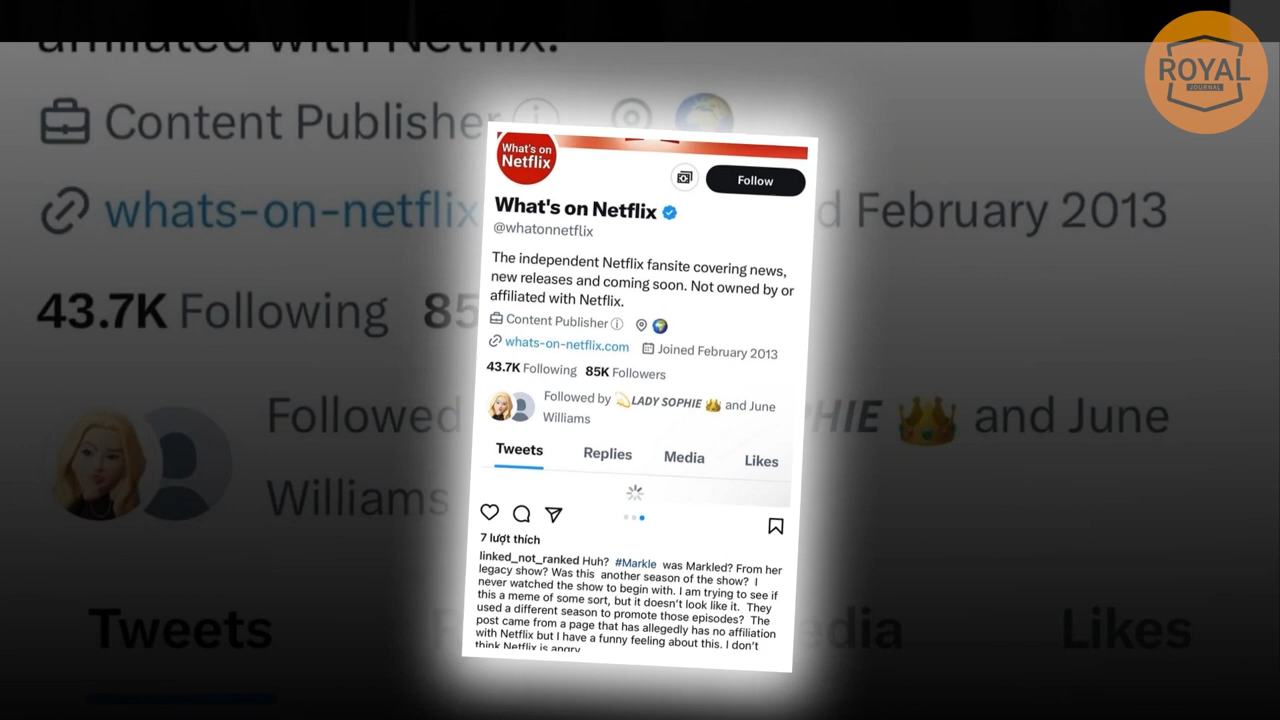 affiliated with Netflix.
ROYAL
JOURNAL
Content Publisher
whats-on-netflix
d February 2013
43.7K Following 85
Followed
PHIE 👑 and June
Williams
Tweets
R
edia
Likes
What's on
Netflix
Follow
What's on Netflix
@whatonnetflix
The independent Netflix fansite covering news,
new releases and coming soon. Not owned by or
affiliated with Netflix.
Content Publisher
whats-on-netflix.com Joined February 2013
43.7K Following 85K Followers
Followed by 💫LADY SOPHIE 👑 and June
Williams
Tweets Replies Media Likes
7 lượt thích
linked_not_ranked Huh? #Markle was Markled? From her
legacy show? Was this another season of the show? I
never watched the show to begin with. I am trying to see if
this a meme of some sort, but it doesn't look like it. They
used a different season to promote those episodes? The
post came from a page that has allegedly has no affiliation
with Netflix but I have a funny feeling about this. I don't
think Netflix is angry